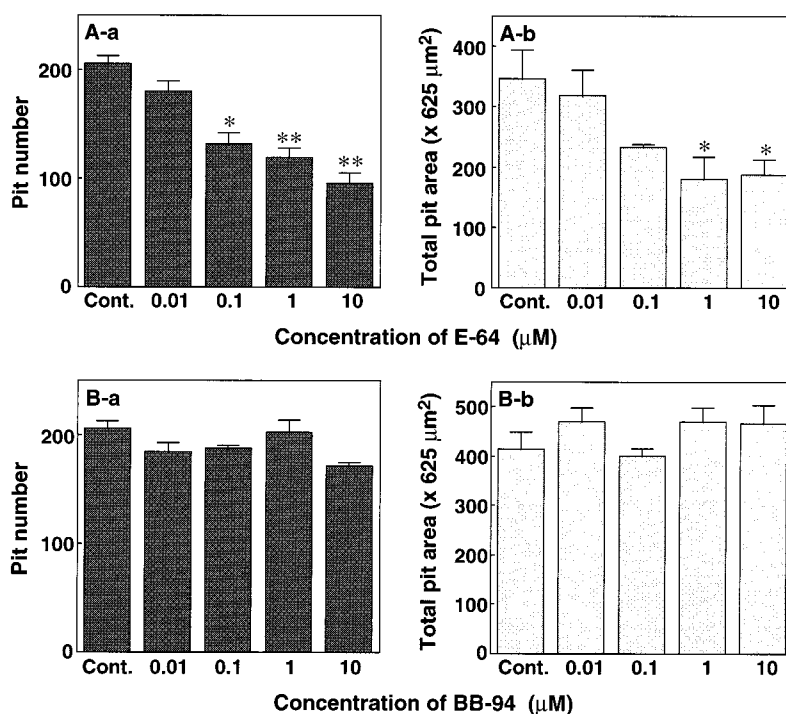 A-a
Pit number
200
100
0
* ** **
Cont. 0.01 0.1 1 10
A-b
Total pit area (x 625 μm²)
400
300
200
100
0
* *
Cont. 0.01 0.1 1 10
Concentration of E-64 (μM)
B-a
Pit number
200
100
0
Cont. 0.01 0.1 1 10
B-b
Total pit area (x 625 μm²)
500
400
400
300
100
0
Cont. 0.01 0.1 1 10
Concentration of BB-94 (μM)